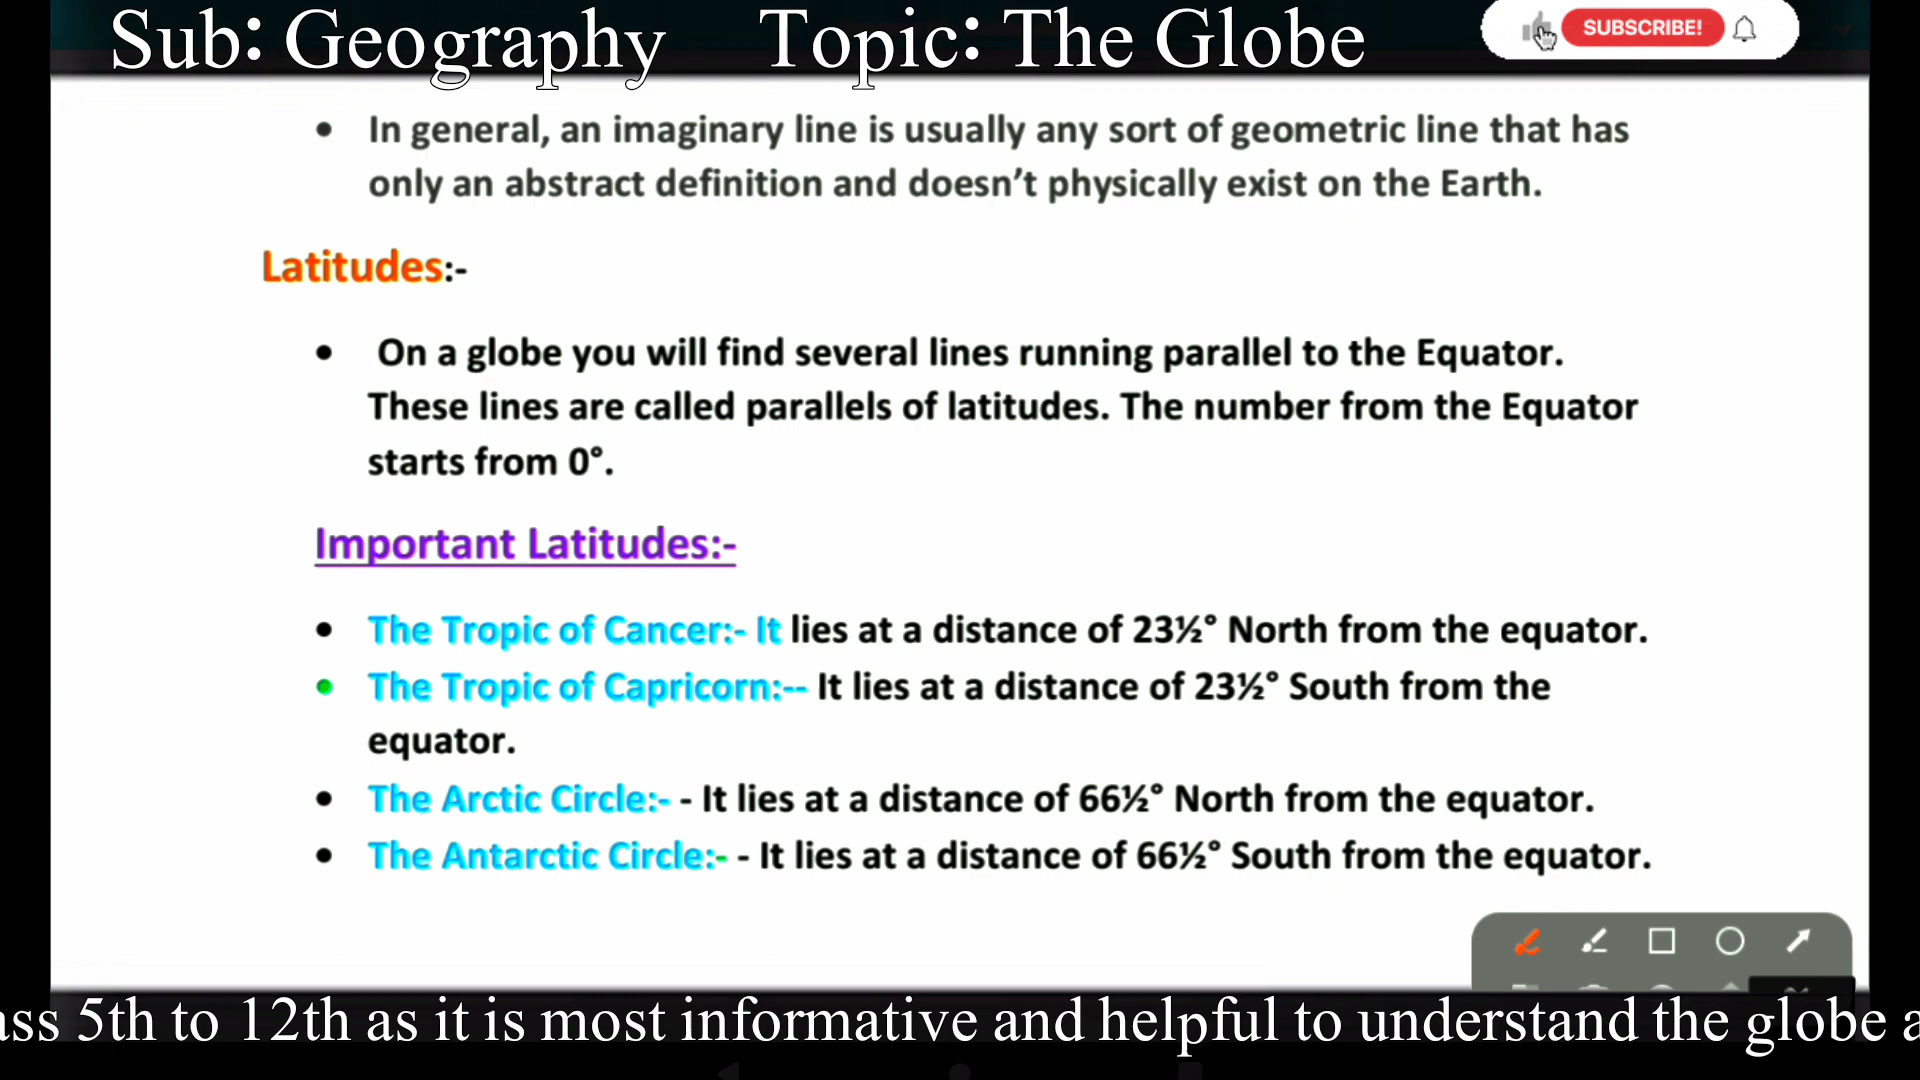 Sub: Geography Topic: The Globe
SUBSCRIBE!
• In general, an imaginary line is usually any sort of geometric line that has
only an abstract definition and doesn’t physically exist on the Earth.
Latitudes:-
• On a globe you will find several lines running parallel to the Equator.
These lines are called parallels of latitudes. The number from the Equator
starts from 0°.
Important Latitudes:-
• The Tropic of Cancer:- It lies at a distance of 23½° North from the equator.
• The Tropic of Capricorn:-- It lies at a distance of 23½° South from the
equator.
• The Arctic Circle:- - It lies at a distance of 66½° North from the equator.
• The Antarctic Circle:- - It lies at a distance of 66½° South from the equator.
5th to 12th as it is most informative and helpful to understand the globe